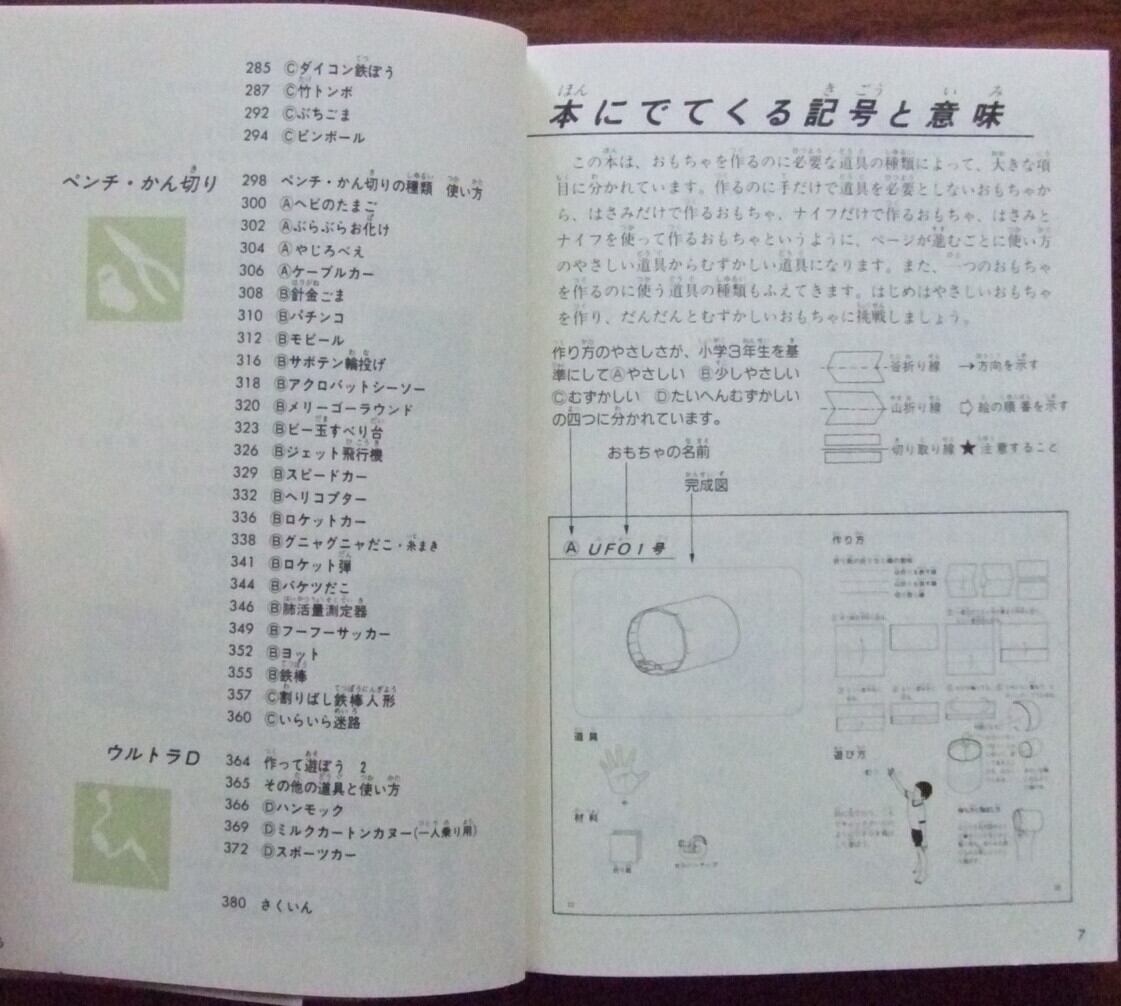 285 Ⓒダイコン鉄ぽう
287 Ⓒ竹トンボ
292 Ⓒぶちごま
294 Ⓒピンボール
ペンチ・かん切り
298 ペンチ・かん切りの種類 使い方
300 Ⓐヘビのたまご
302 Ⓐぶらぶらお化け
304 Ⓐやじろべえ
306 Ⓐケーブルカー
308 Ⓑ針金ごま
310 Ⓑパチンコ
312 Ⓑモビール
316 Ⓑサボテン輪投げ
318 Ⓑアクロバットシーソー
320 Ⓑメリーゴーラウンド
323 Ⓑビー玉すべり台
326 Ⓑジェット飛行機
329 Ⓑスピードカー
332 Ⓑヘリコプター
336 Ⓑロケットカー
338 Ⓑグニャグニャだこ・糸まき
341 Ⓑロケット弾
344 Ⓑバケツだこ
346 Ⓑ肺活量測定器
349 Ⓑフーフーサッカー
352 Ⓑヨット
355 Ⓑ鉄棒
357 Ⓒ割りばし鉄棒人形
360 Ⓒいらいら迷路
ウルトラD
364 作って遊ぼう 2
365 その他の道具と使い方
366 Ⓓハンモック
369 Ⓓミルクカートンカヌー(一人乗り用)
372 Ⓓスポーツカー
380 さくいん
本にでてくる記号と意味
この本は、おもちゃを作るのに必要な道具の種類によって、大きな項
目に分かれています。作るのに手だけで道具を必要としないおもちゃか
ら、はさみだけで作るおもちゃ、ナイフだけで作るおもちゃ、はさみと
ナイフを使って作るおもちゃというように、ページが進むごとに使い方
のやさしい道具からむずかしい道具になります。また、一つのおもちゃ
を作るのに使う道具の種類もふえてきます。はじめはやさしいおもちゃ
を作り、だんだんとむずかしいおもちゃに挑戦しましょう。
作り方のやさしさが、小学3年生を基
準にしてⒶやさしい Ⓑ少しやさしい
Ⓒむずかしい Ⓓたいへんむずかしい
の四つに分かれています。
おもちゃの名前
完成図
谷折り線 →方向を示す
山折り線 ⇨絵の順番を示す
切り取り線 ★注意すること
Ⓐ UFO1号
道具
材料
折り紙
作り方
遊び方
7